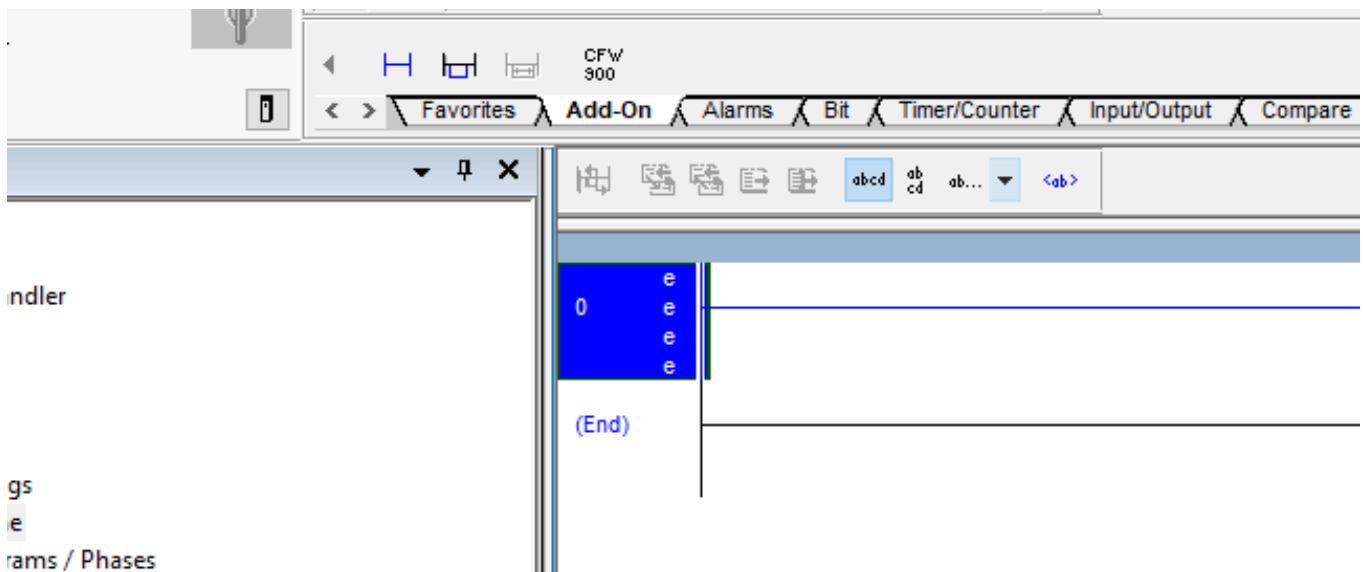 CFW
900
Favorites Add-On Alarms Bit Timer/Counter Input/Output Compare
abcd ab cd ab... <ab>
e
0 e
e
e
(End)
andler
gs
e
rams / Phases